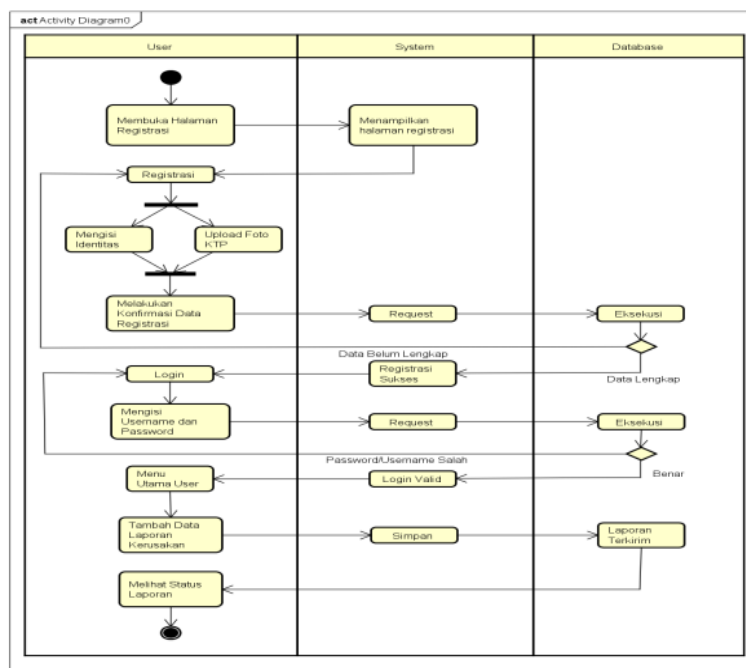 act Activity Diagram0
User
System
Database
Membuka Halaman
Registrasi
Menampilkan
halaman registrasi
Registrasi
Mengisi
Identitas
Upload Foto
KTP
Melakukan
Konfirmasi Data
Registrasi
Request
Eksekusi
Data Belum Lengkap
Registrasi
Sukses
Data Lengkap
Login
Mengisi
Username dan
Password
Request
Eksekusi
Password/Username Salah
Benar
Menu
Utama User
Login Valid
Tambah Data
Laporan
Kerusakan
Simpan
Laporan
Terkirim
Melihat Status
Laporan